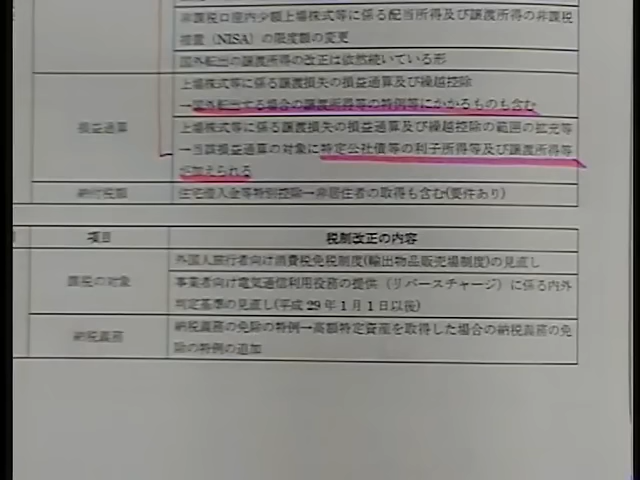 非課税口座内少額上場株式等に係る配当所得及び譲渡所得の非課税
措置（NISA）の限度額の変更
国外転出の譲渡所得の改正は依然続いている形
損益通算
上場株式等に係る譲渡損失の損益通算及び繰越控除
→国外転出する場合の譲渡所得等の特例等にかかるものも含む
上場株式等に係る譲渡損失の損益通算及び繰越控除の範囲の拡充等
→当該損益通算の対象に特定公社債等の利子所得等及び譲渡所得等
が加えられる
納付税額
住宅借入金等特別控除→非居住者の取得も含む(要件あり)
項目
税制改正の内容
課税の対象
外国人旅行者向け消費税免税制度(輸出物品販売場制度)の見直し
事業者向け電気通信利用役務の提供（リバースチャージ）に係る内外
判定基準の見直し(平成29年1月1日以後)
納税義務
納税義務の免除の特例→高額特定資産を取得した場合の納税義務の免
除の特例の追加